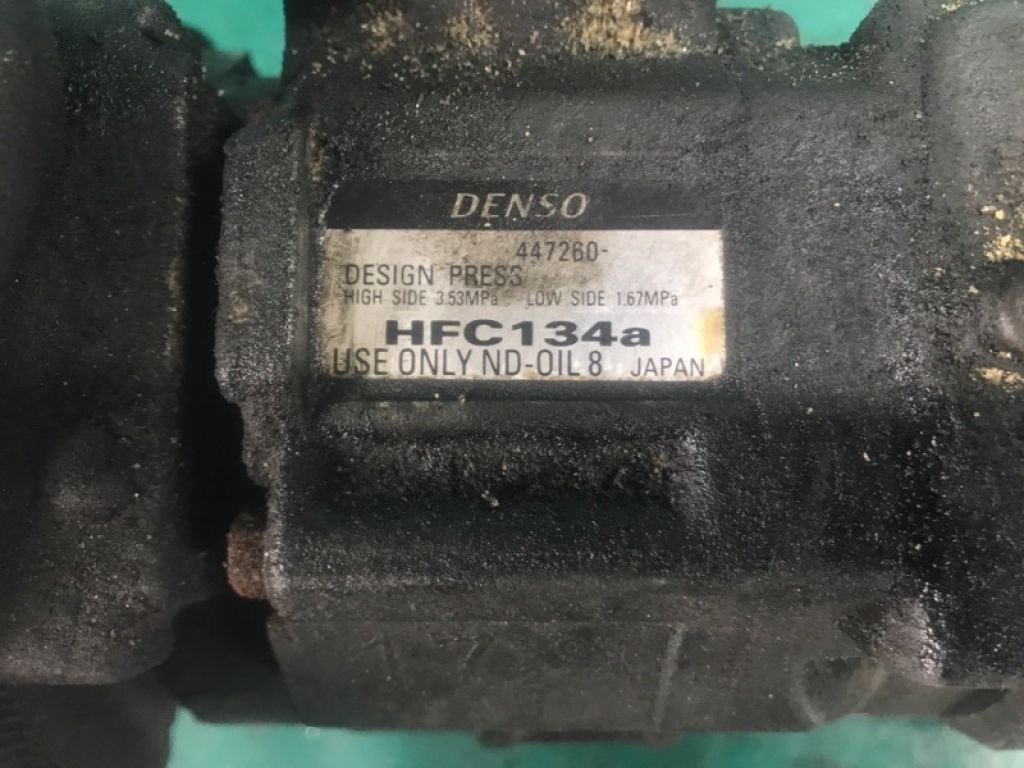 DENSO
447260-
DESIGN PRESS
HIGH SIDE 3.53MPa LOW SIDE 1.67MPa
HFC134a
USE ONLY ND-OIL 8 JAPAN